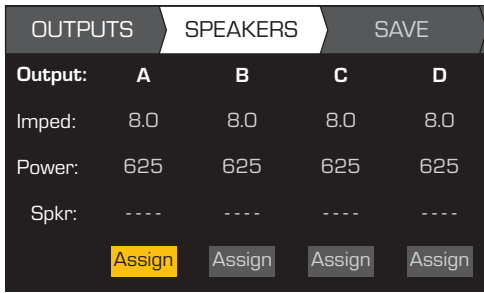 OUTPUTS SPEAKERS SAVE
Output: A B C D
Imped: 8.0 8.0 8.0 8.0
Power: 625 625 625 625
Spkr: ---- ---- ---- ----
Assign Assign Assign Assign